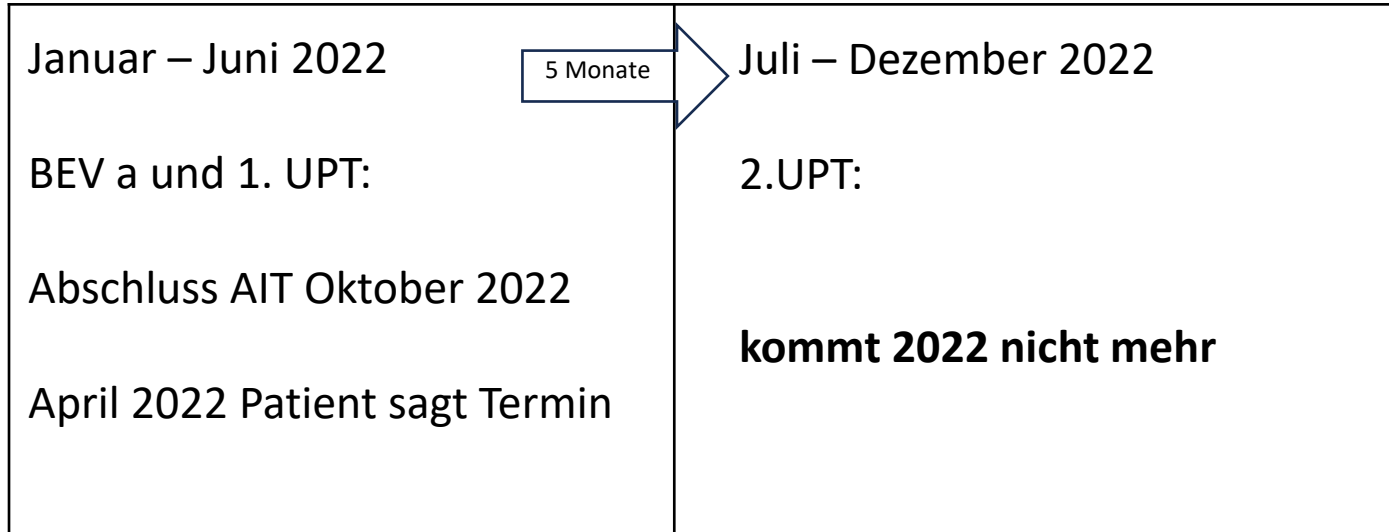 Januar – Juni 2022
5 Monate
BEV a und 1. UPT:
Abschluss AIT Oktober 2022
April 2022 Patient sagt Termin
Juli – Dezember 2022
2.UPT:
kommt 2022 nicht mehr